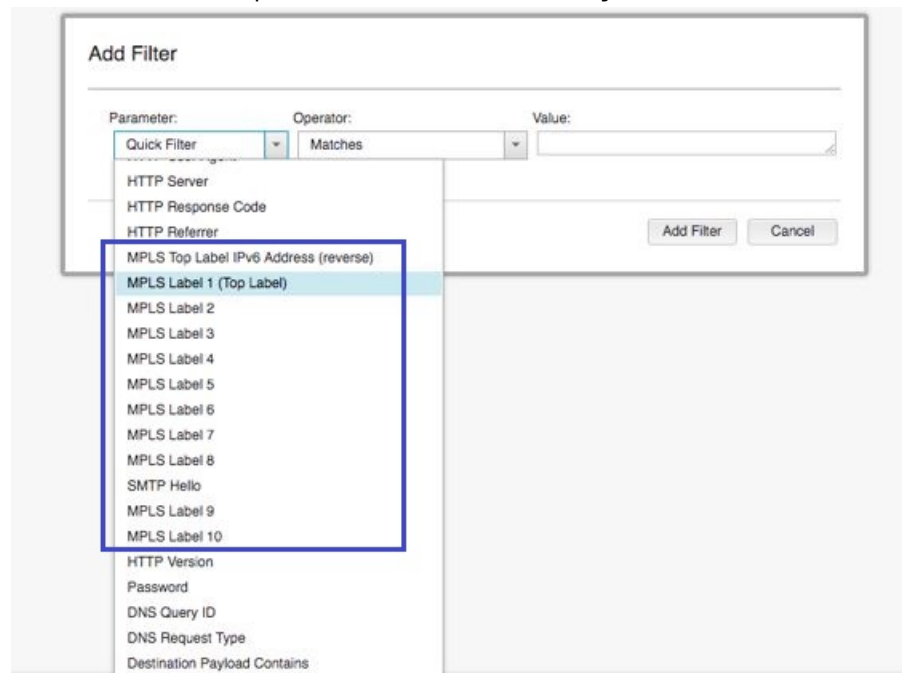 Add Filter
Parameter: Operator: Value:
Quick Filter Matches
HTTP Server
HTTP Response Code
HTTP Referrer
Add Filter Cancel
MPLS Top Label IPv6 Address (reverse)
MPLS Label 1 (Top Label)
MPLS Label 2
MPLS Label 3
MPLS Label 4
MPLS Label 5
MPLS Label 6
MPLS Label 7
MPLS Label 8
SMTP Hello
MPLS Label 9
MPLS Label 10
HTTP Version
Password
DNS Query ID
DNS Request Type
Destination Payload Contains